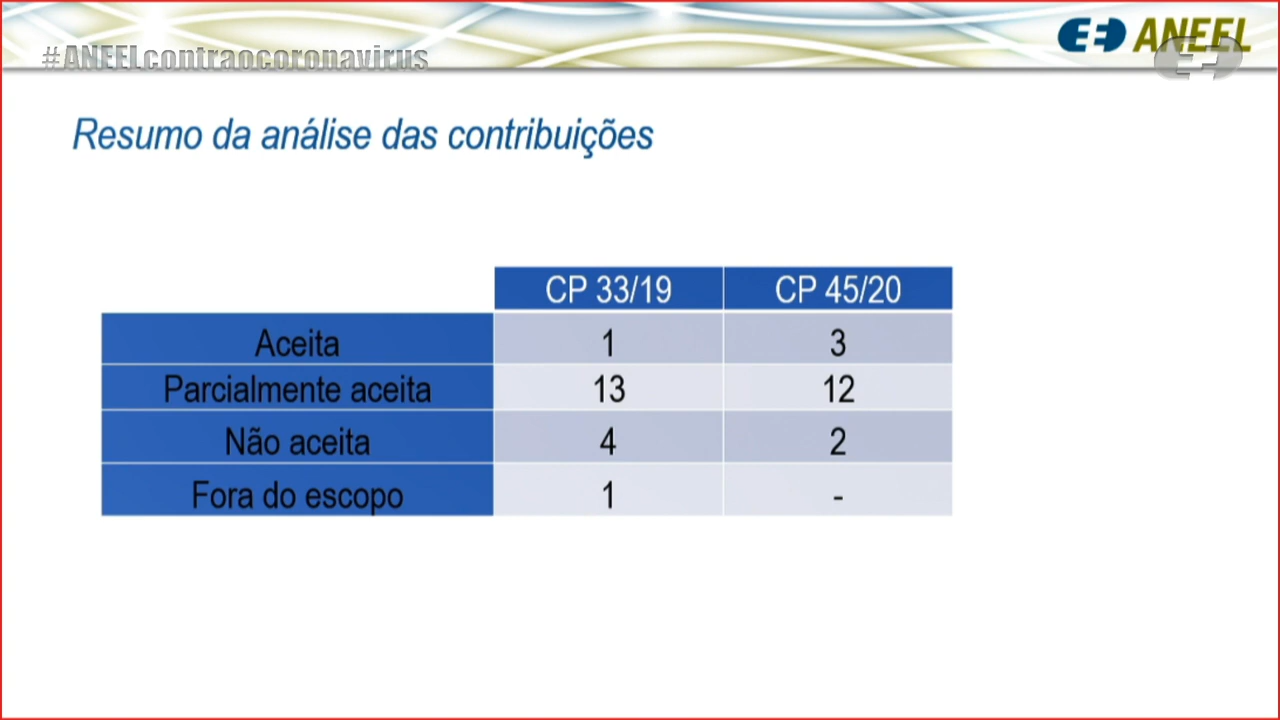 #ANEELcontraocoronavirus
ANEEL
Resumo da análise das contribuições
CP 33/19 CP 45/20
Aceita 1 3
Parcialmente aceita 13 12
Não aceita 4 2
Fora do escopo 1 -